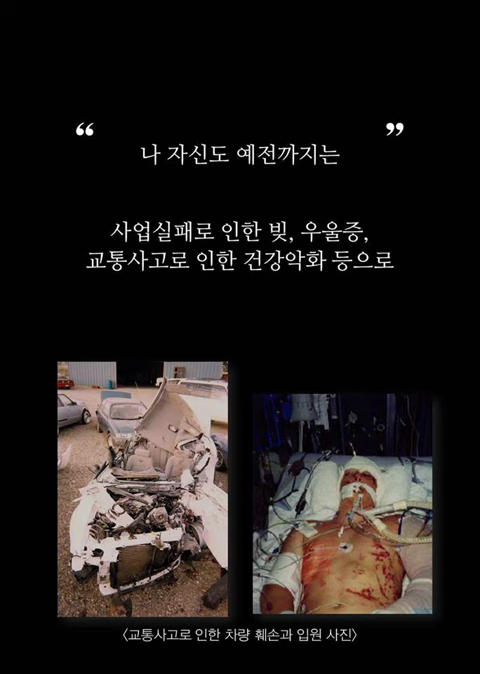 “ ”
나 자신도 예전까지는
사업실패로 인한 빚, 우울증,
교통사고로 인한 건강악화 등으로
〈교통사고로 인한 차량 훼손과 입원 사진〉